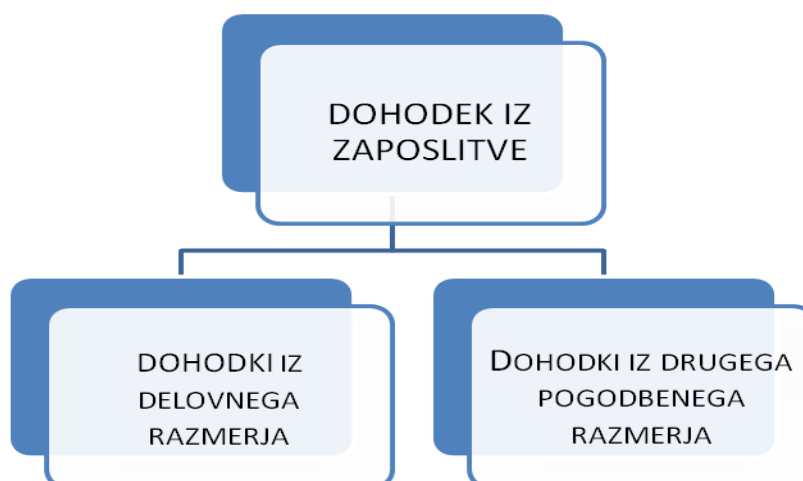 DOHODEK IZ
ZAPOSLITVE
DOHODKI IZ
DELOVNEGA
RAZMERJA
DOHODKI IZ DRUGEGA
POGODBENEGA
RAZMERJA